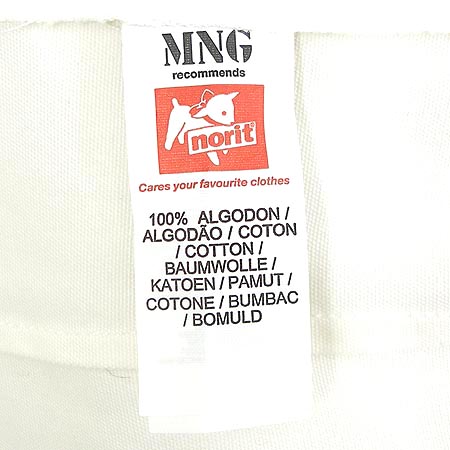 MNG
recommends
norit
Cares your favourite clothes
100% ALGODON /
ALGODÃO / COTON
/ COTTON /
BAUMWOLLE /
KATOEN / PAMUT /
COTONE / BUMBAC
/ BOMULD